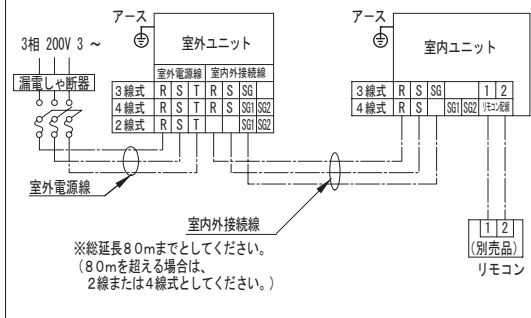 アース
3相 200V 3 ～
漏電しゃ断器
室外ユニット
室外電源線 室内外接続線
3線式 R S T R S SG
4線式 R S T R S SG1 SG2
2線式 R S T SG1 SG2
室外電源線
室内外接続線
※総延長80mまでとしてください。
（80mを超える場合は、
2線または4線式としてください。）
アース
室内ユニット
3線式 R S SG 1 2
4線式 R S SG1 SG2 リモコン配線
1 2
(別売品)
リモコン